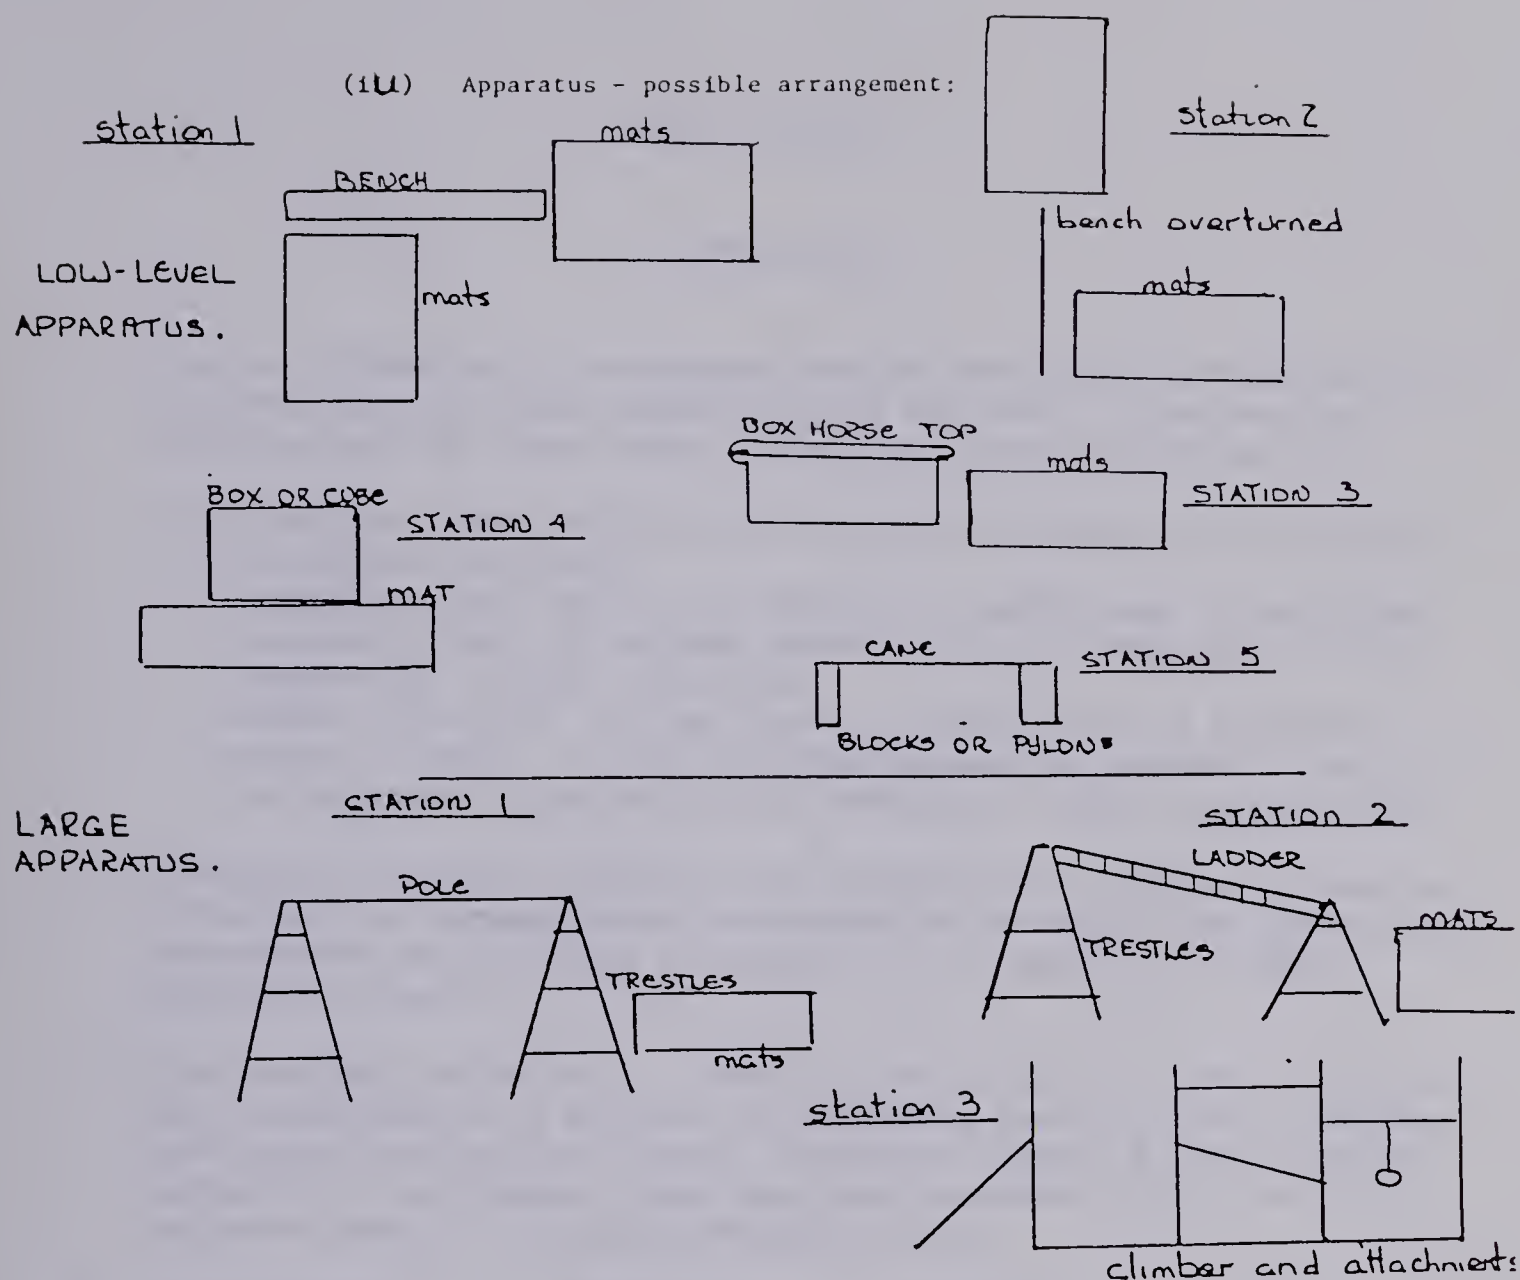 (iu) Apparatus - possible arrangement:
station 1
mats
station 2
BENCH
bench overturned
LOW-LEVEL
APPARATUS.
mats
mats
BOX HORSE TOP
mats
STATION 3
BOX OR CUBE
STATION 4
MAT
CANE
STATION 5
BLOCKS OR PYLONS
LARGE
APPARATUS.
STATION 1
STATION 2
POLE
LADDER
TRESTLES
MATS
TRESTLES
mats
station 3
climber and attachments